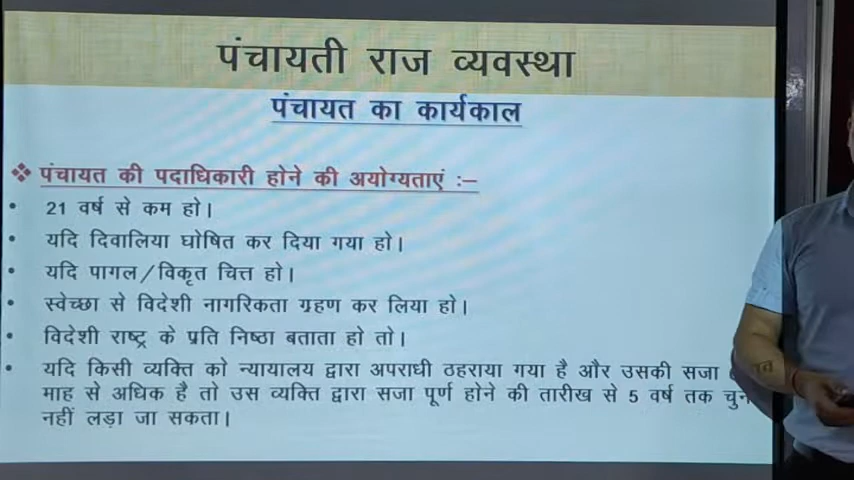 पंचायती राज व्यवस्था
पंचायत का कार्यकाल
❖ पंचायत की पदाधिकारी होने की अयोग्यताएं :–
• 21 वर्ष से कम हो।
• यदि दिवालिया घोषित कर दिया गया हो।
• यदि पागल/विकृत चित्त हो।
• स्वेच्छा से विदेशी नागरिकता ग्रहण कर लिया हो।
• विदेशी राष्ट्र के प्रति निष्ठा बताता हो तो।
• यदि किसी व्यक्ति को न्यायालय द्वारा अपराधी ठहराया गया है और उसकी सजा
माह से अधिक है तो उस व्यक्ति द्वारा सजा पूर्ण होने की तारीख से 5 वर्ष तक
नहीं लड़ा जा सकता।